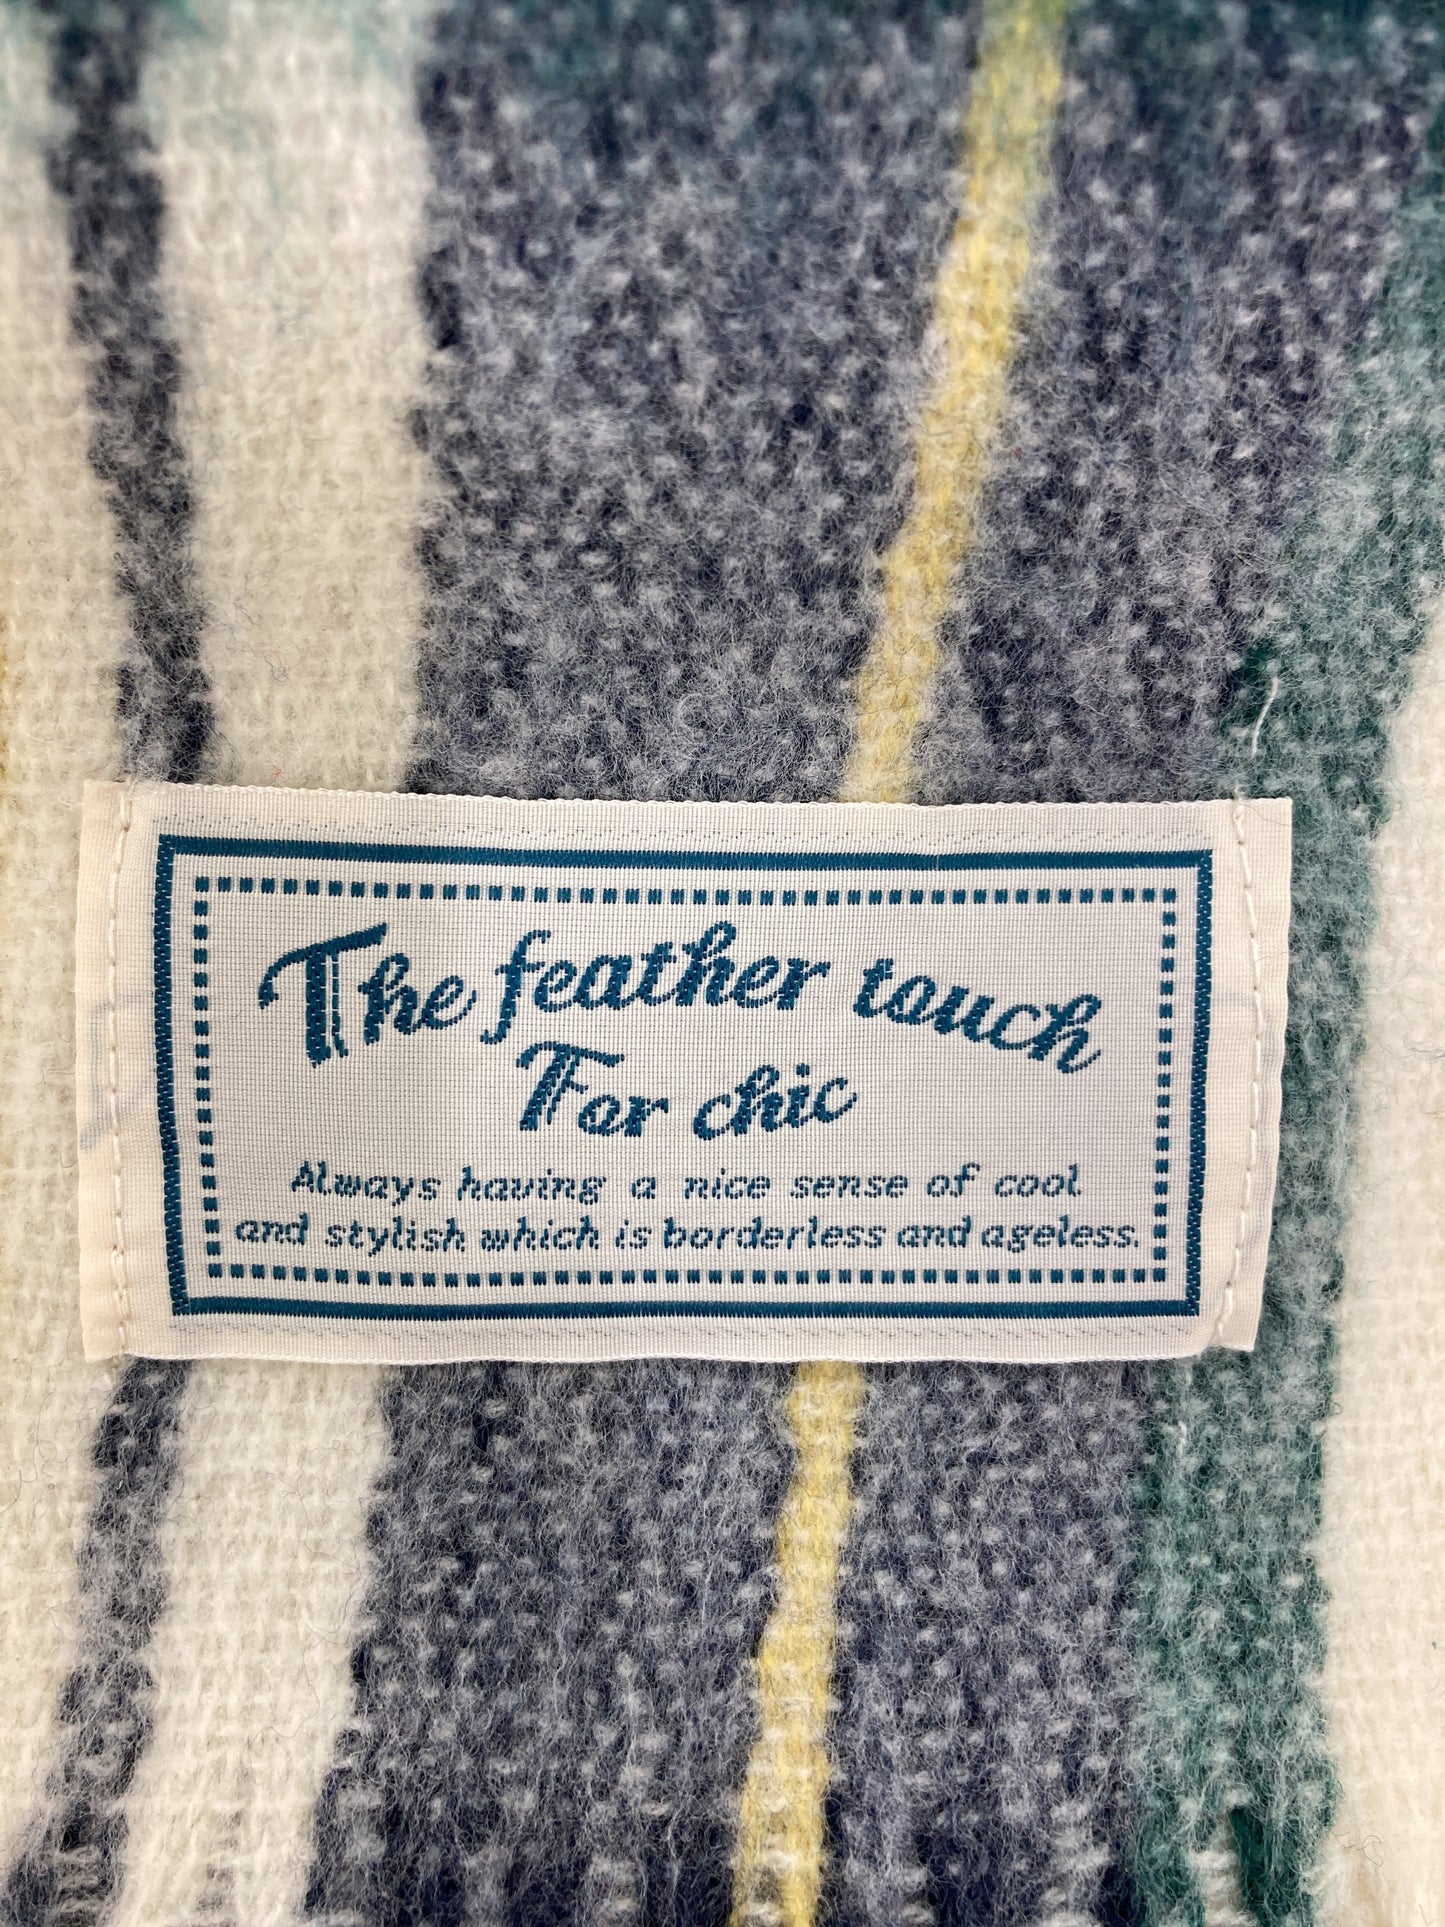 The feather touch
For chic
Always having a nice sense of cool
and stylish which is borderless and ageless.